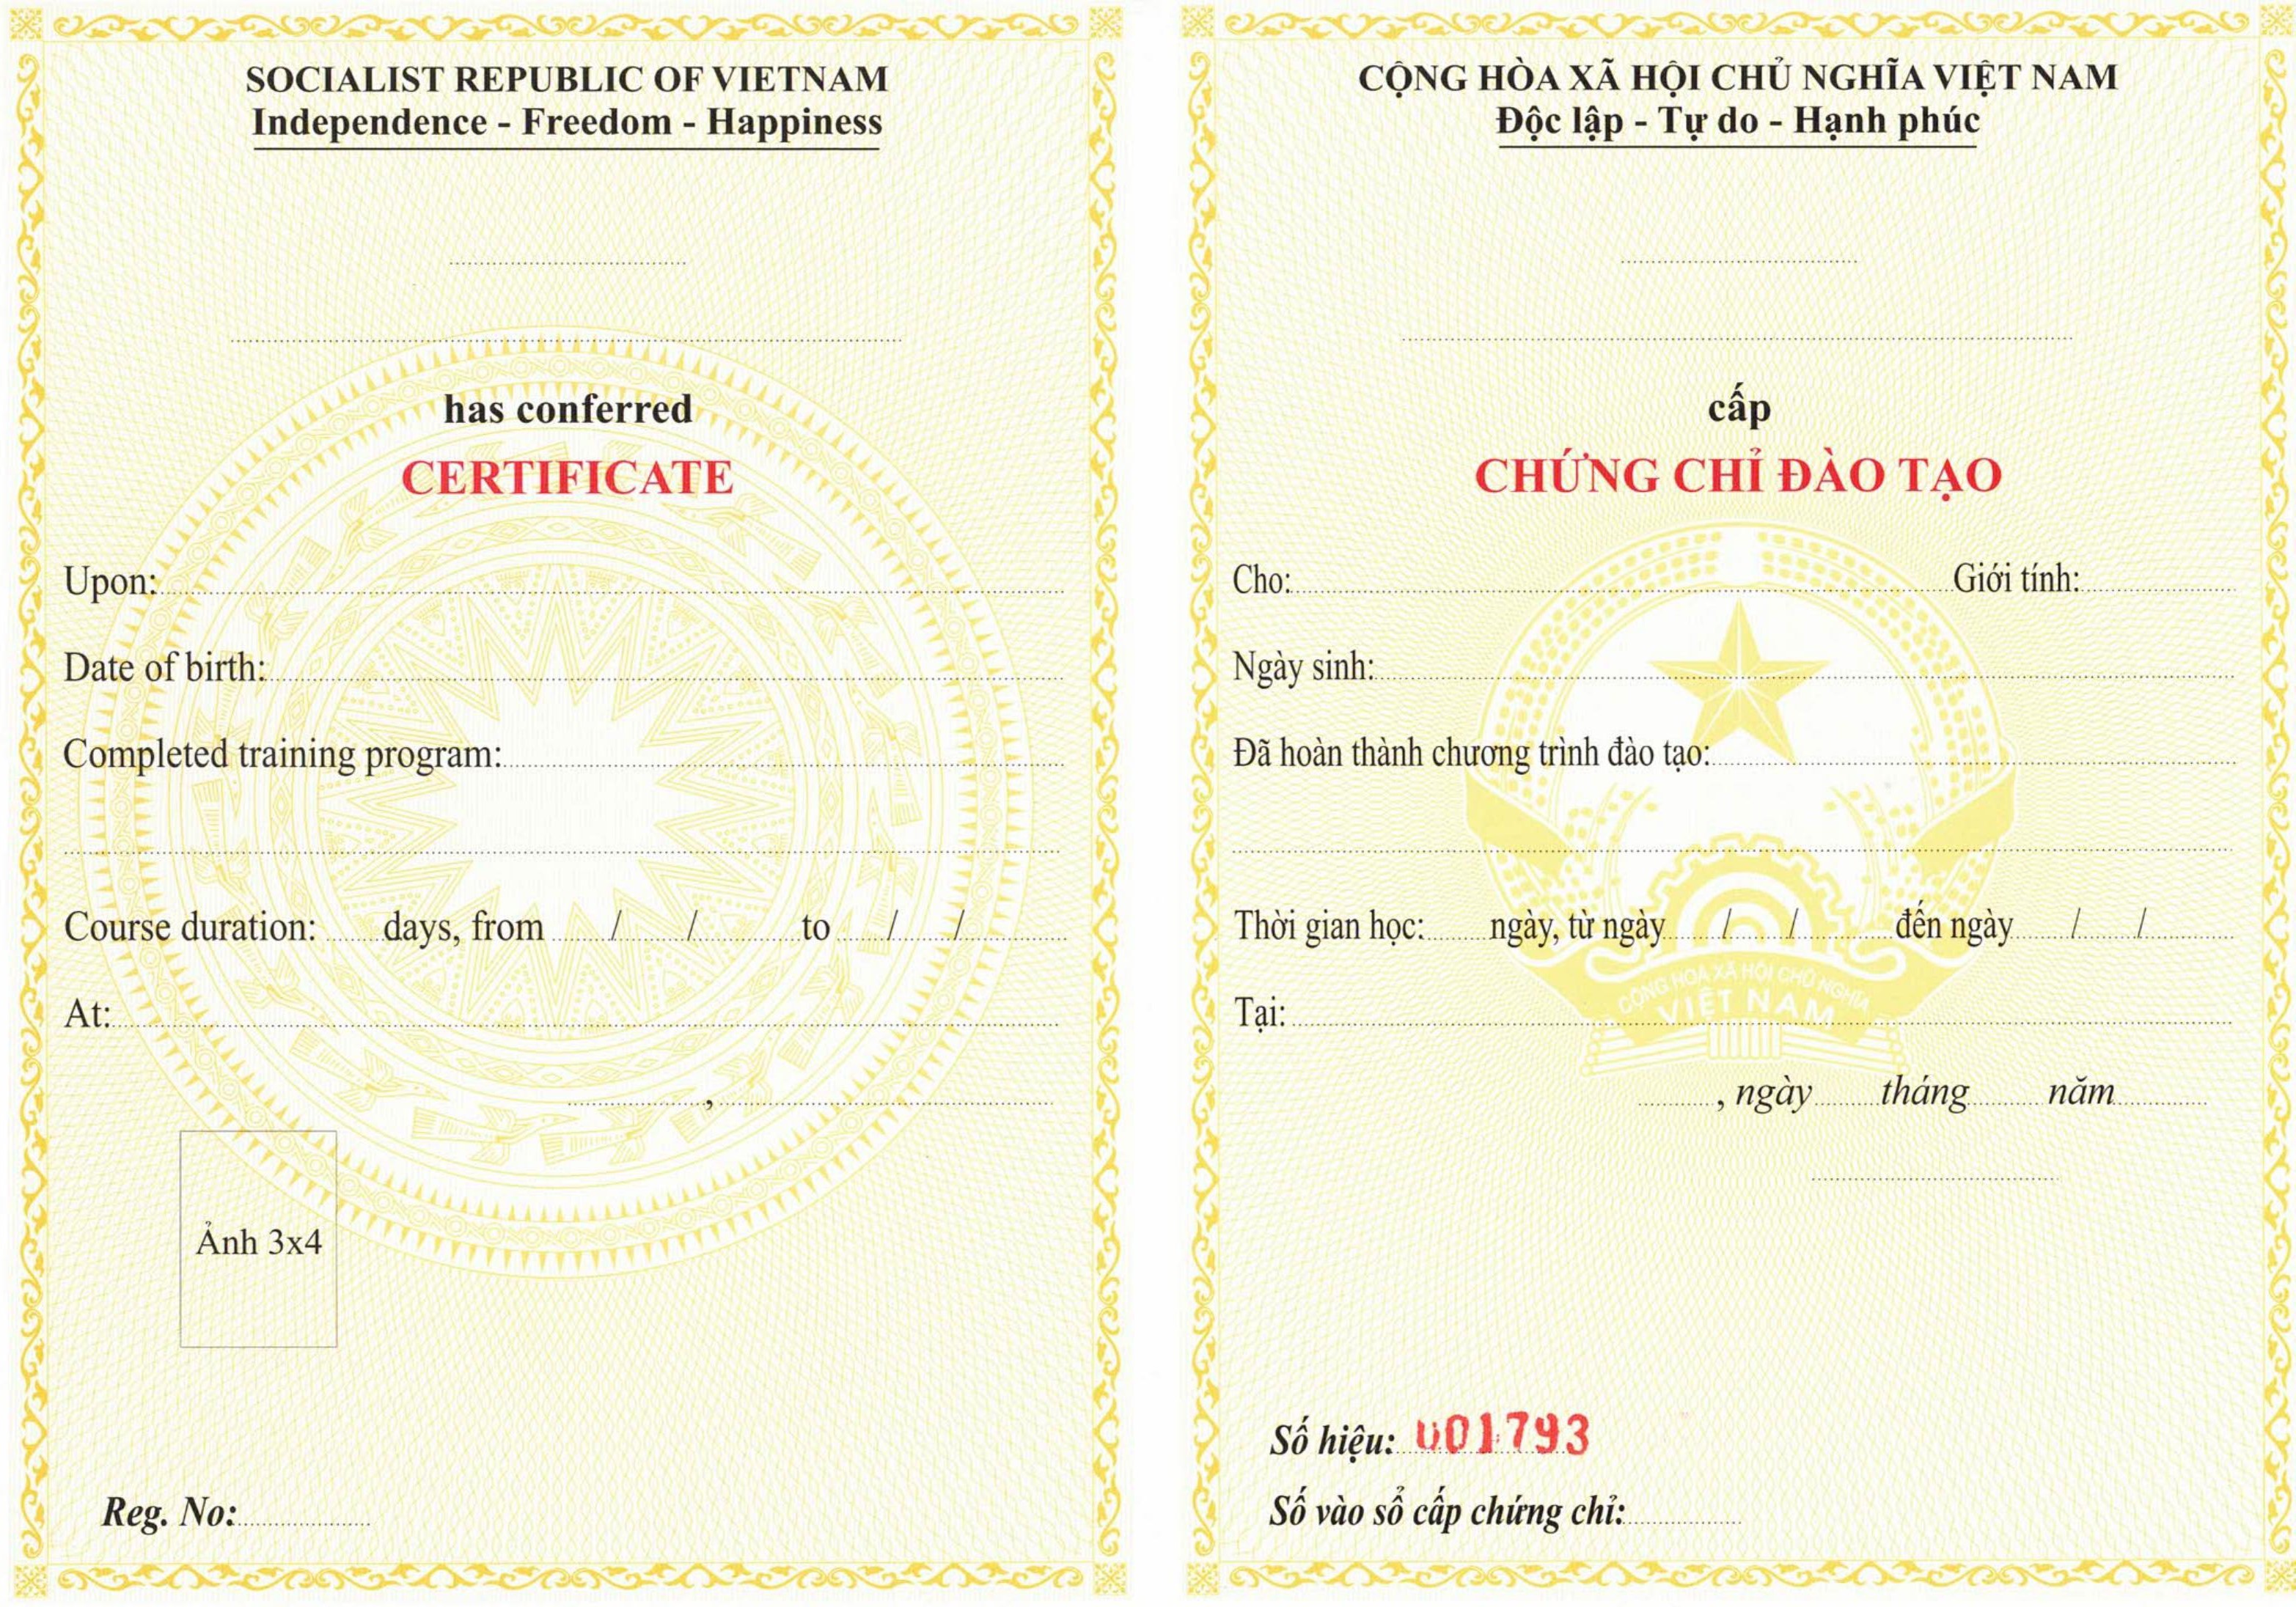 SOCIALIST REPUBLIC OF VIETNAM
Independence - Freedom - Happiness
has conferred
CERTIFICATE
Upon:
Date of birth:
Completed training program:
Course duration: days, from / / to / /
At:
,
Ảnh 3x4
Reg. No:
CỘNG HÒA XÃ HỘI CHỦ NGHĨA VIỆT NAM
Độc lập - Tự do - Hạnh phúc
cấp
CHỨNG CHỈ ĐÀO TẠO
Cho: Giới tính:
Ngày sinh:
Đã hoàn thành chương trình đào tạo:
Thời gian học: ngày, từ ngày / / đến ngày / /
CỘNG HÒA XÃ HỘI CHỦ NGHĨA
VIỆT NAM
Tại:
, ngày tháng năm
Số hiệu: 001793
Số vào sổ cấp chứng chỉ: